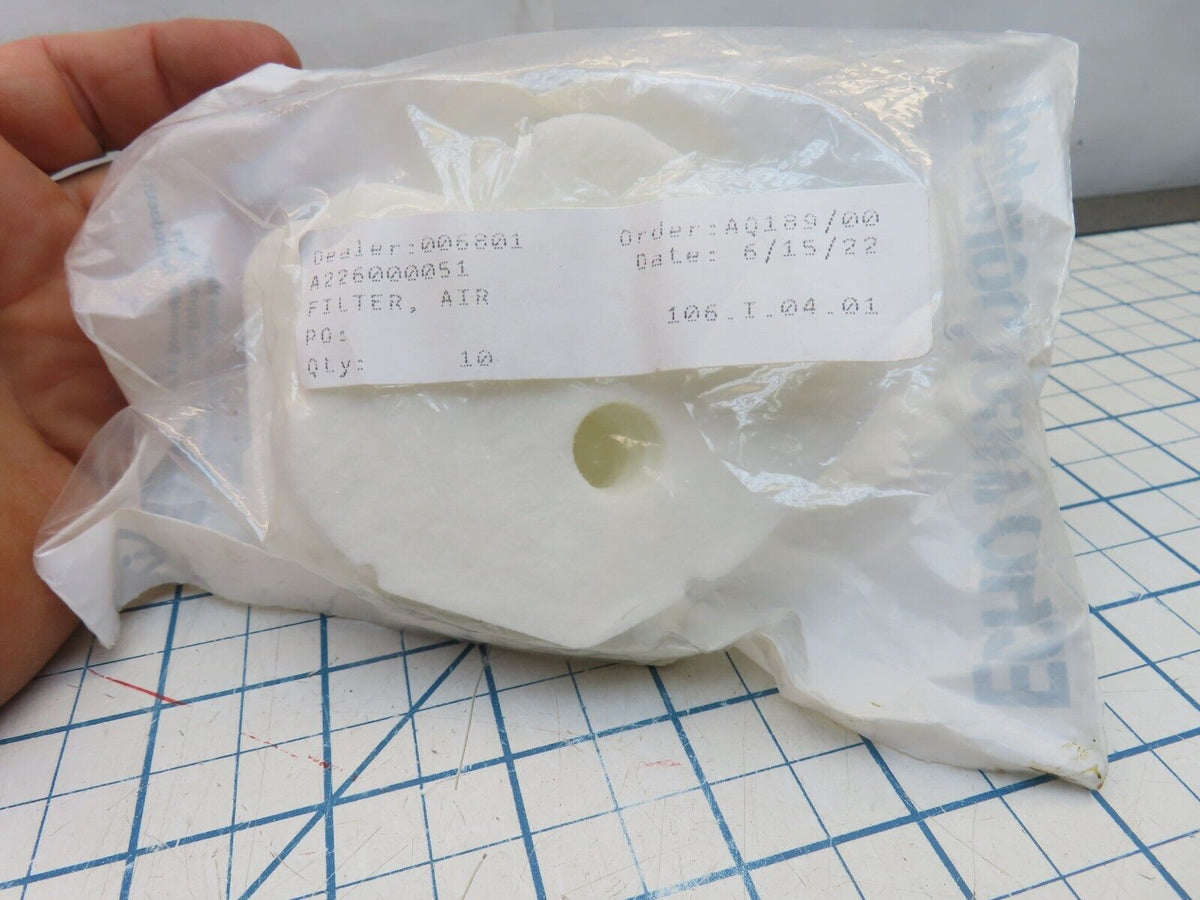 Dealer:006801
Order:AQ189/00
A226000051
Date: 6/15/22
FILTER, AIR
106.I.04.01
PG:
Qty: 10
ECHO